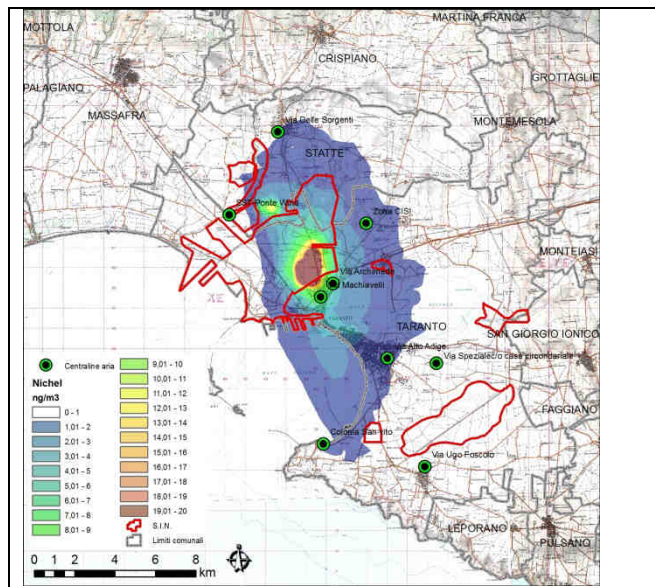 MOTTOLA
MARTINA FRANCA
CRISPIANO
GROTTAGLIE
PALAGIANO
MASSAFRA
MONTEMESOLA
Via Delle Sorgenti
STATTE
SS7 Ponte Wind
Zona CISI
MONTEIASI
Via Archimede
Machiavelli
TARANTO
SAN GIORGIO IONICO
Via Alto Adige
Via Speziale c/o casa circondariale
FAGGIANO
Colonia San Vito
Via Ugo Foscolo
LEPORANO
PULSANO
Centraline aria
Nichel
ng/m3
0 - 1
1,01 - 2
2,01 - 3
3,01 - 4
4,01 - 5
5,01 - 6
6,01 - 7
7,01 - 8
8,01 - 9
9,01 - 10
10,01 - 11
11,01 - 12
12,01 - 13
13,01 - 14
14,01 - 15
15,01 - 16
16,01 - 17
17,01 - 18
18,01 - 19
19,01 - 20
S.I.N.
Limiti comunali
0 1 2 4 6 8
km